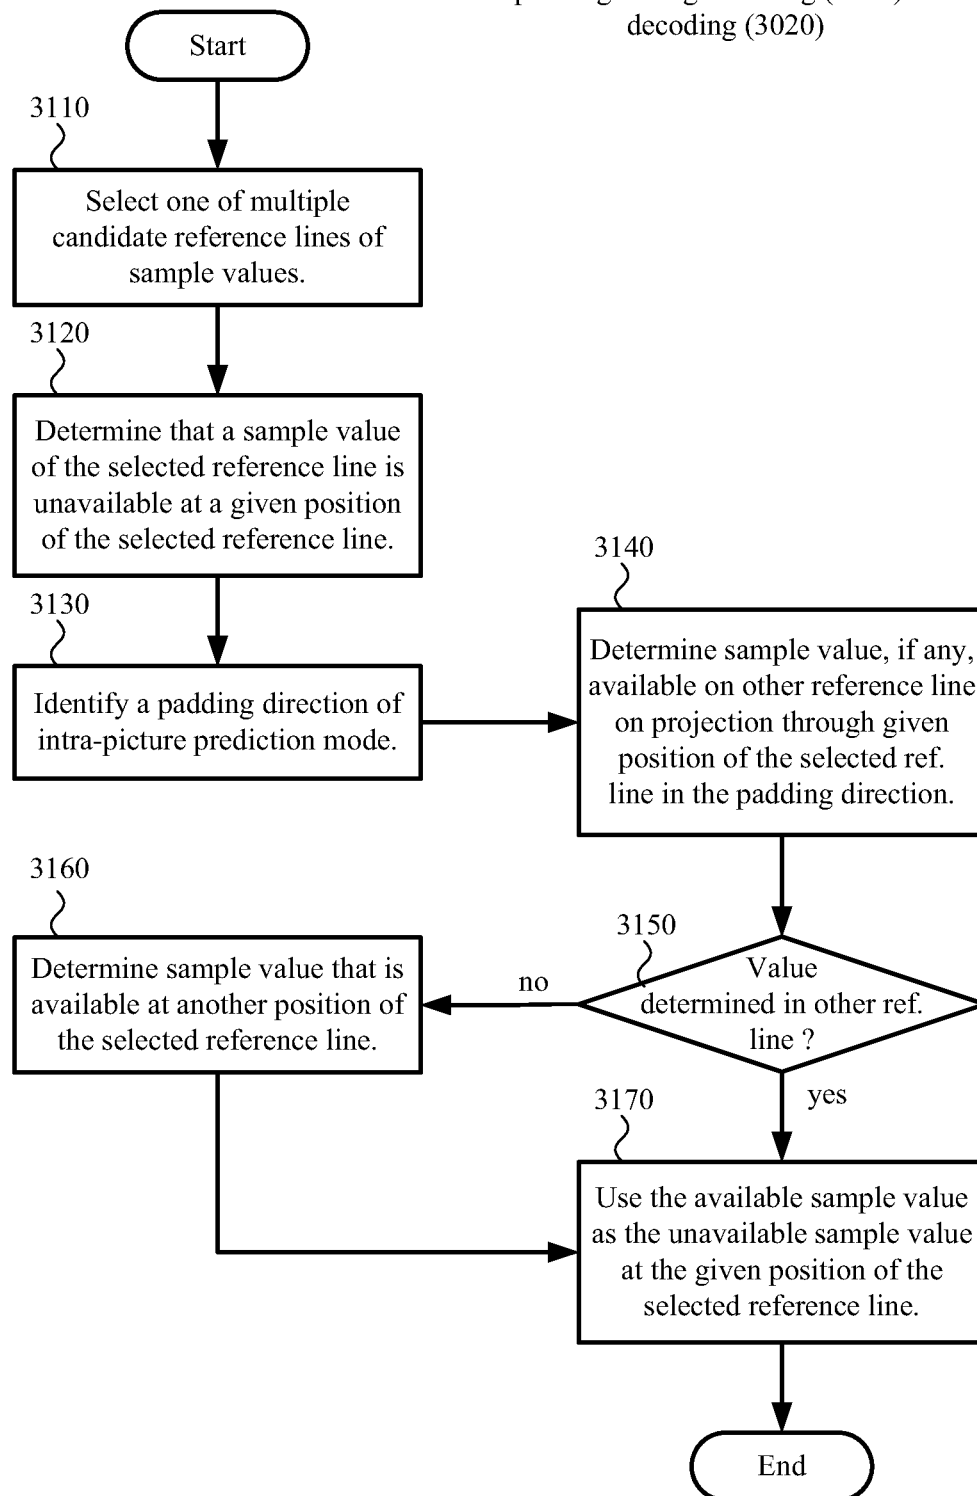 decoding (3020)
Start
3110
Select one of multiple
candidate reference lines of
sample values.
3120
Determine that a sample value
of the selected reference line is
unavailable at a given position
of the selected reference line.
3130
Identify a padding direction of
intra-picture prediction mode.
3140
Determine sample value, if any,
available on other reference line
on projection through given
position of the selected ref.
line in the padding direction.
3150
Value
determined in other ref.
line ?
no
yes
3160
Determine sample value that is
available at another position of
the selected reference line.
3170
Use the available sample value
as the unavailable sample value
at the given position of the
selected reference line.
End